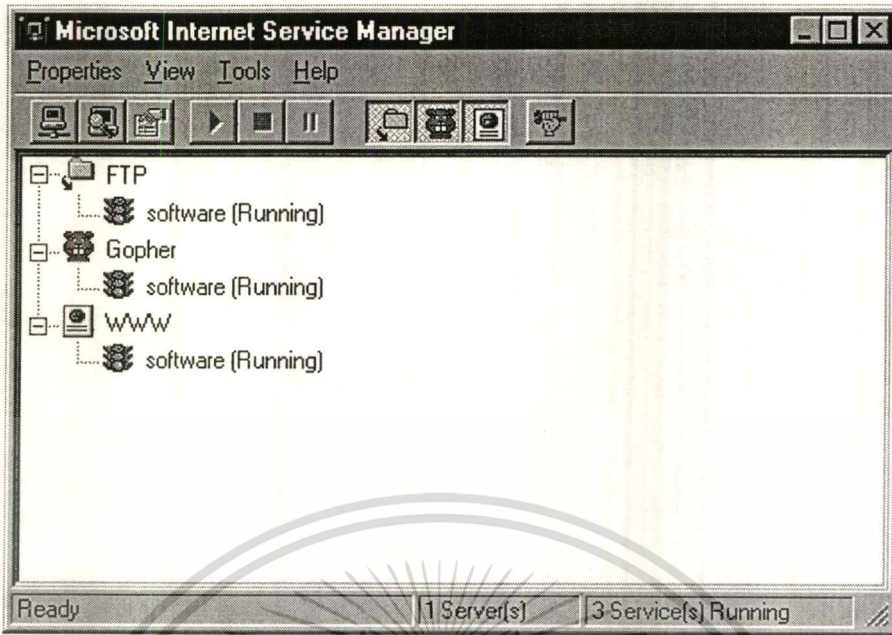 Microsoft Internet Service Manager
Properties View Tools Help
FTP
software (Running)
Gopher
software (Running)
WWW
software (Running)
Ready 1 Server(s) 3 Service(s) Running